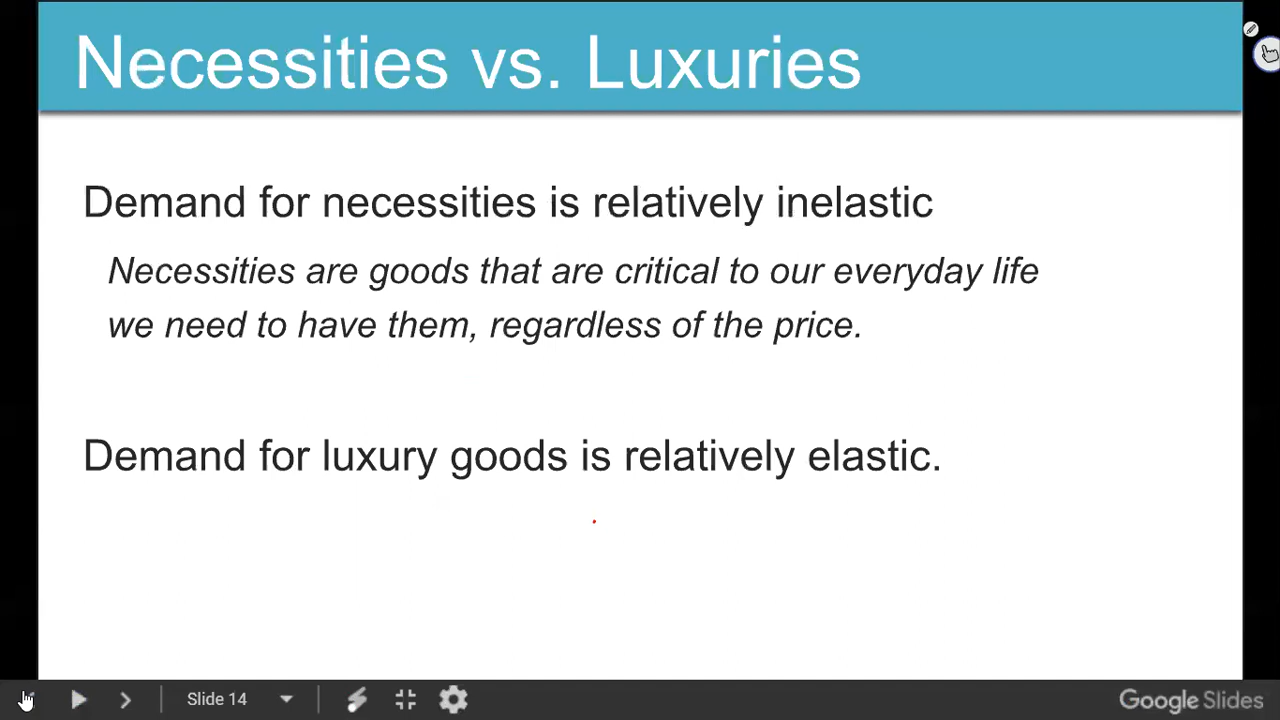 Necessities vs. Luxuries
Demand for necessities is relatively inelastic
Necessities are goods that are critical to our everyday life
we need to have them, regardless of the price.
Demand for luxury goods is relatively elastic.
Slide 14
Google Slides